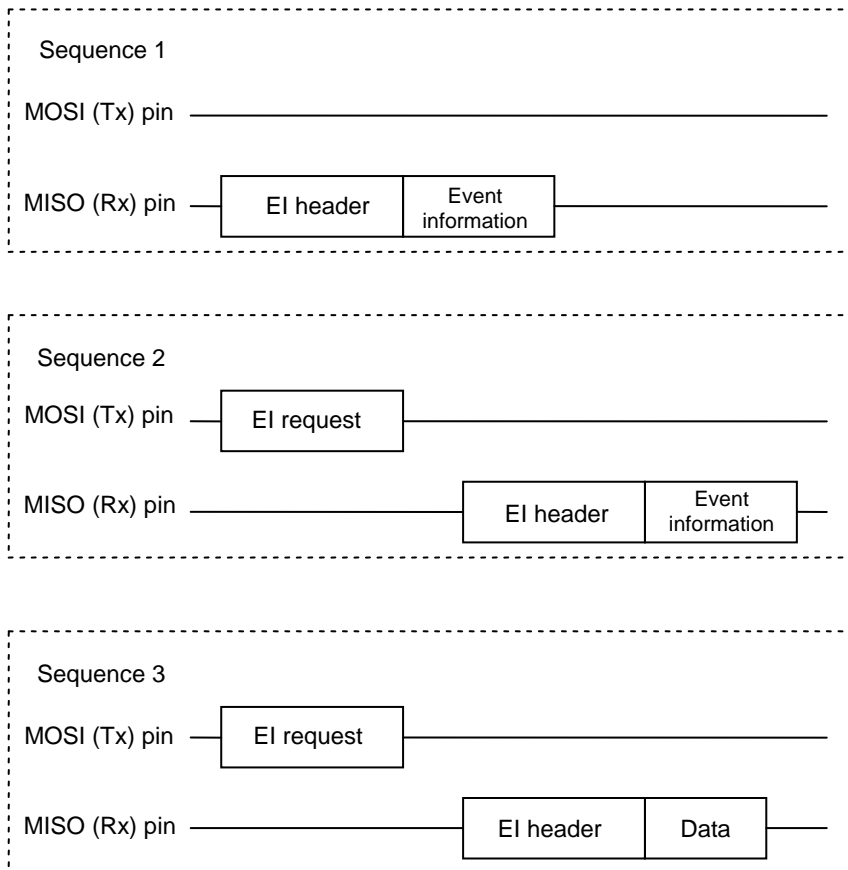 Sequence 1
MOSI (Tx) pin
MISO (Rx) pin
EI header
Event
information
Sequence 2
MOSI (Tx) pin
EI request
MISO (Rx) pin
EI header
Event
information
Sequence 3
MOSI (Tx) pin
EI request
MISO (Rx) pin
EI header
Data